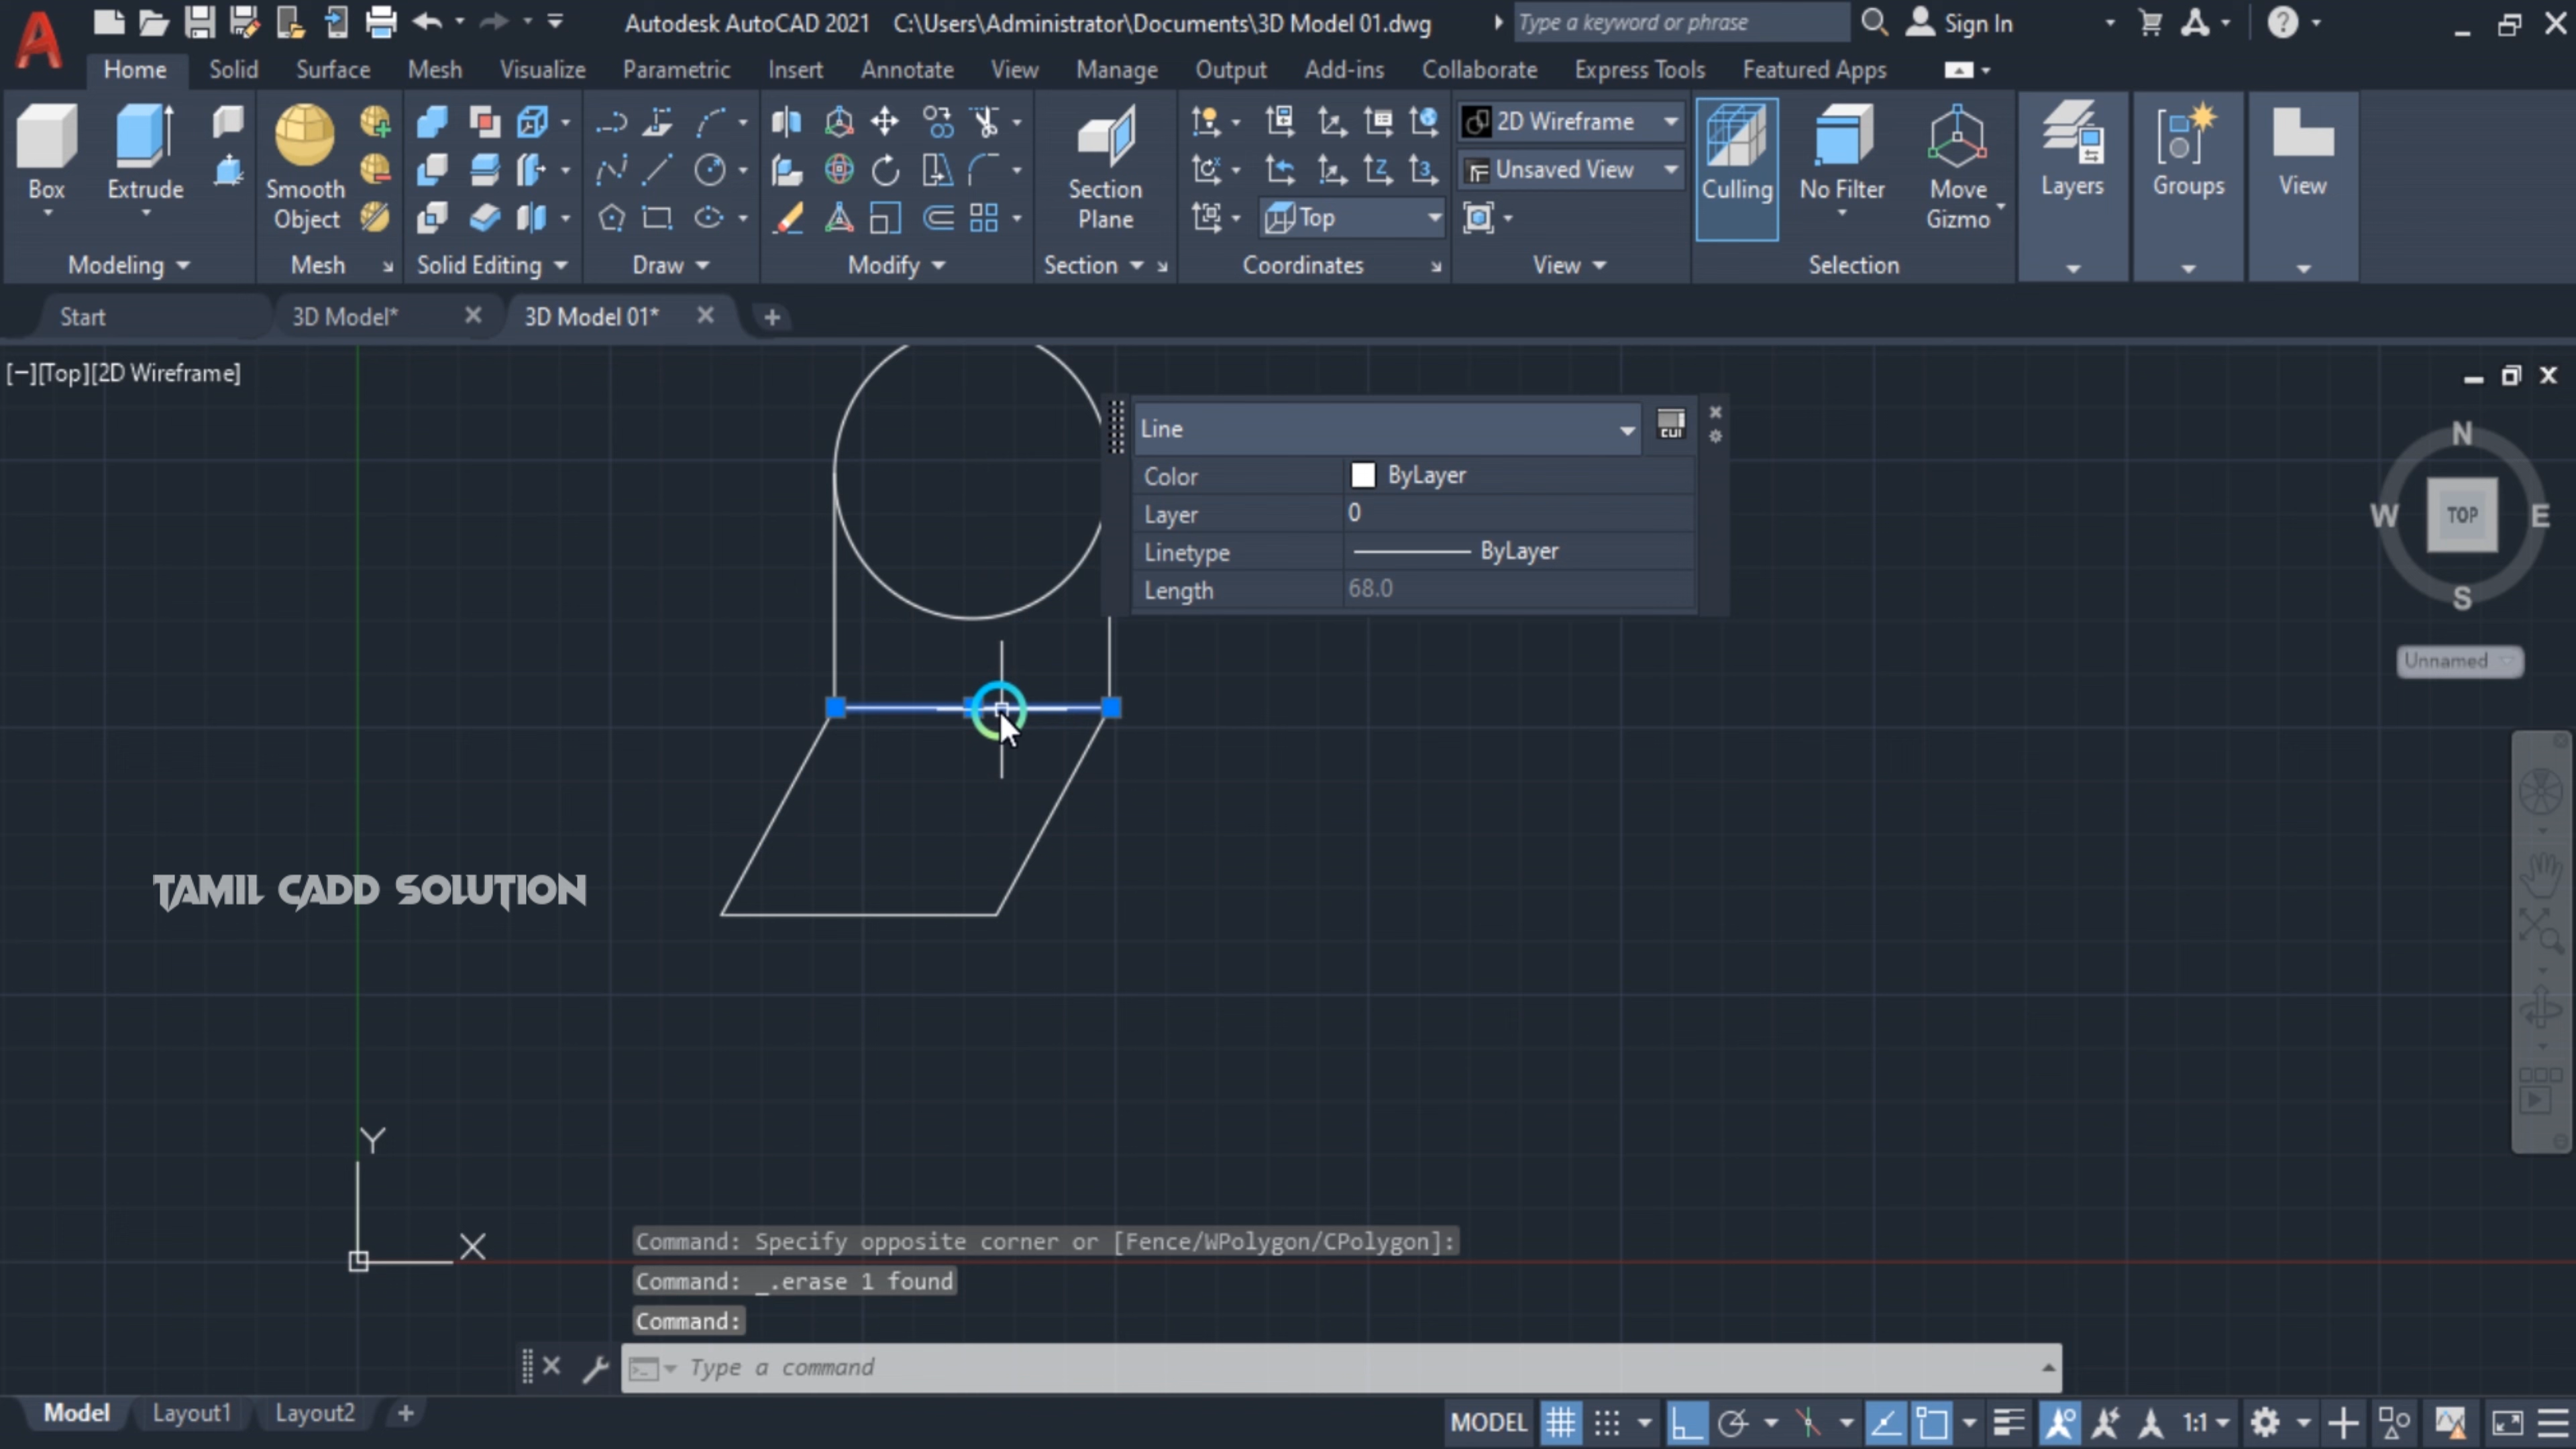 Autodesk AutoCAD 2021 C:\Users\Administrator\Documents\3D Model 01.dwg Type a keyword or phrase Sign In
Home Solid Surface Mesh Visualize Parametric Insert Annotate View Manage Output Add-ins Collaborate Express Tools Featured Apps
2D Wireframe
Unsaved View
Box Extrude Smooth Object Section Plane Culling No Filter Move Gizmo Layers Groups View
Top
Modeling Mesh Solid Editing Draw Modify Section Coordinates View Selection
Start 3D Model* 3D Model 01*
[−][Top][2D Wireframe]
Line
CUI
Color ByLayer
Layer 0
Linetype ByLayer
Length 68.0
N
W TOP E
S
Unnamed
TAMIL CADD SOLUTION
Y
X
Command: Specify opposite corner or [Fence/WPolygon/CPolygon]:
Command: _.erase 1 found
Command:
Type a command
Model Layout1 Layout2
MODEL 1:1